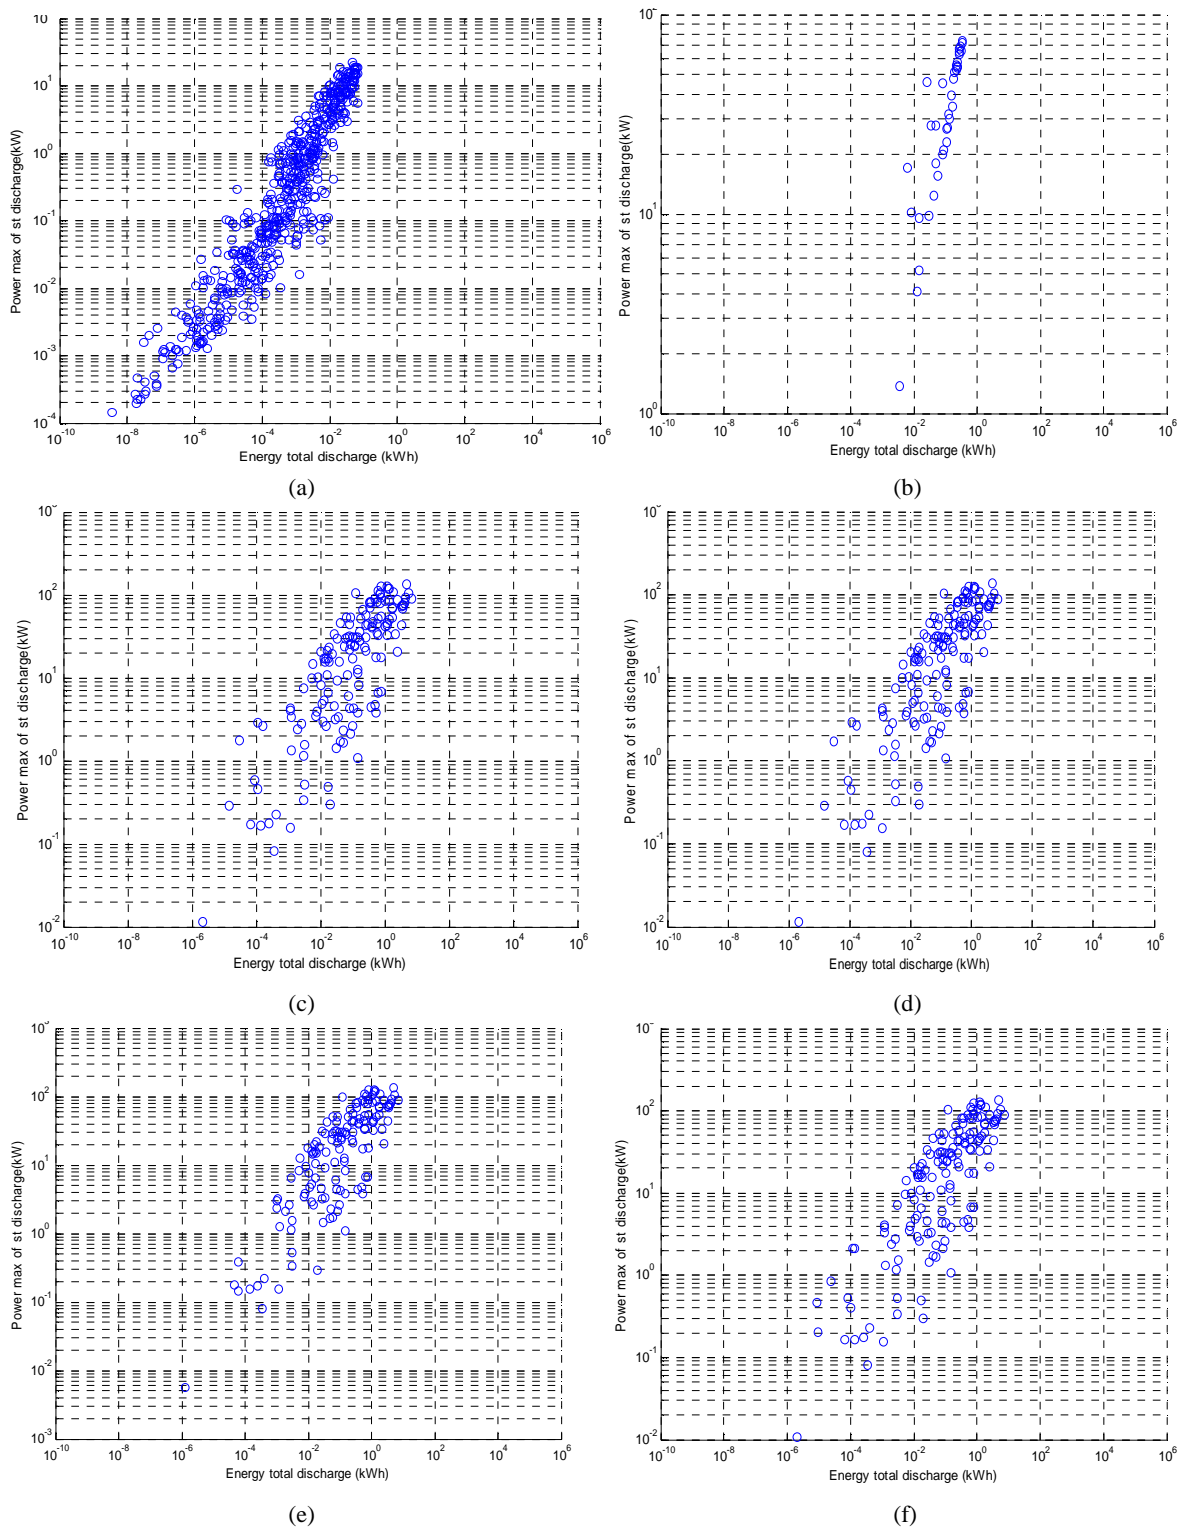 10
10¹
10⁰
10⁻¹
10⁻²
10⁻³
10⁻⁴
Power max of st discharge(kW)
10⁻¹⁰ 10⁻⁸ 10⁻⁶ 10⁻⁴ 10⁻² 10⁰ 10² 10⁴ 10⁶
Energy total discharge (kWh)
(a)
10
10¹
10⁰
Power max of st discharge(kW)
10⁻¹⁰ 10⁻⁸ 10⁻⁶ 10⁻⁴ 10⁻² 10⁰ 10² 10⁴ 10⁶
Energy total discharge (kWh)
(b)
10
10²
10¹
10⁰
10⁻¹
10⁻²
Power max of st discharge(kW)
10⁻¹⁰ 10⁻⁸ 10⁻⁶ 10⁻⁴ 10⁻² 10⁰ 10² 10⁴ 10⁶
Energy total discharge (kWh)
(c)
10
10²
10¹
10⁰
10⁻¹
10⁻²
Power max of st discharge(kW)
10⁻¹⁰ 10⁻⁸ 10⁻⁶ 10⁻⁴ 10⁻² 10⁰ 10² 10⁴ 10⁶
Energy total discharge (kWh)
(d)
10
10²
10¹
10⁰
10⁻¹
10⁻²
10⁻³
Power max of st discharge(kW)
10⁻¹⁰ 10⁻⁸ 10⁻⁶ 10⁻⁴ 10⁻² 10⁰ 10² 10⁴ 10⁶
Energy total discharge (kWh)
(e)
10
10²
10¹
10⁰
10⁻¹
10⁻²
Power max of st discharge(kW)
10⁻¹⁰ 10⁻⁸ 10⁻⁶ 10⁻⁴ 10⁻² 10⁰ 10² 10⁴ 10⁶
Energy total discharge (kWh)
(f)